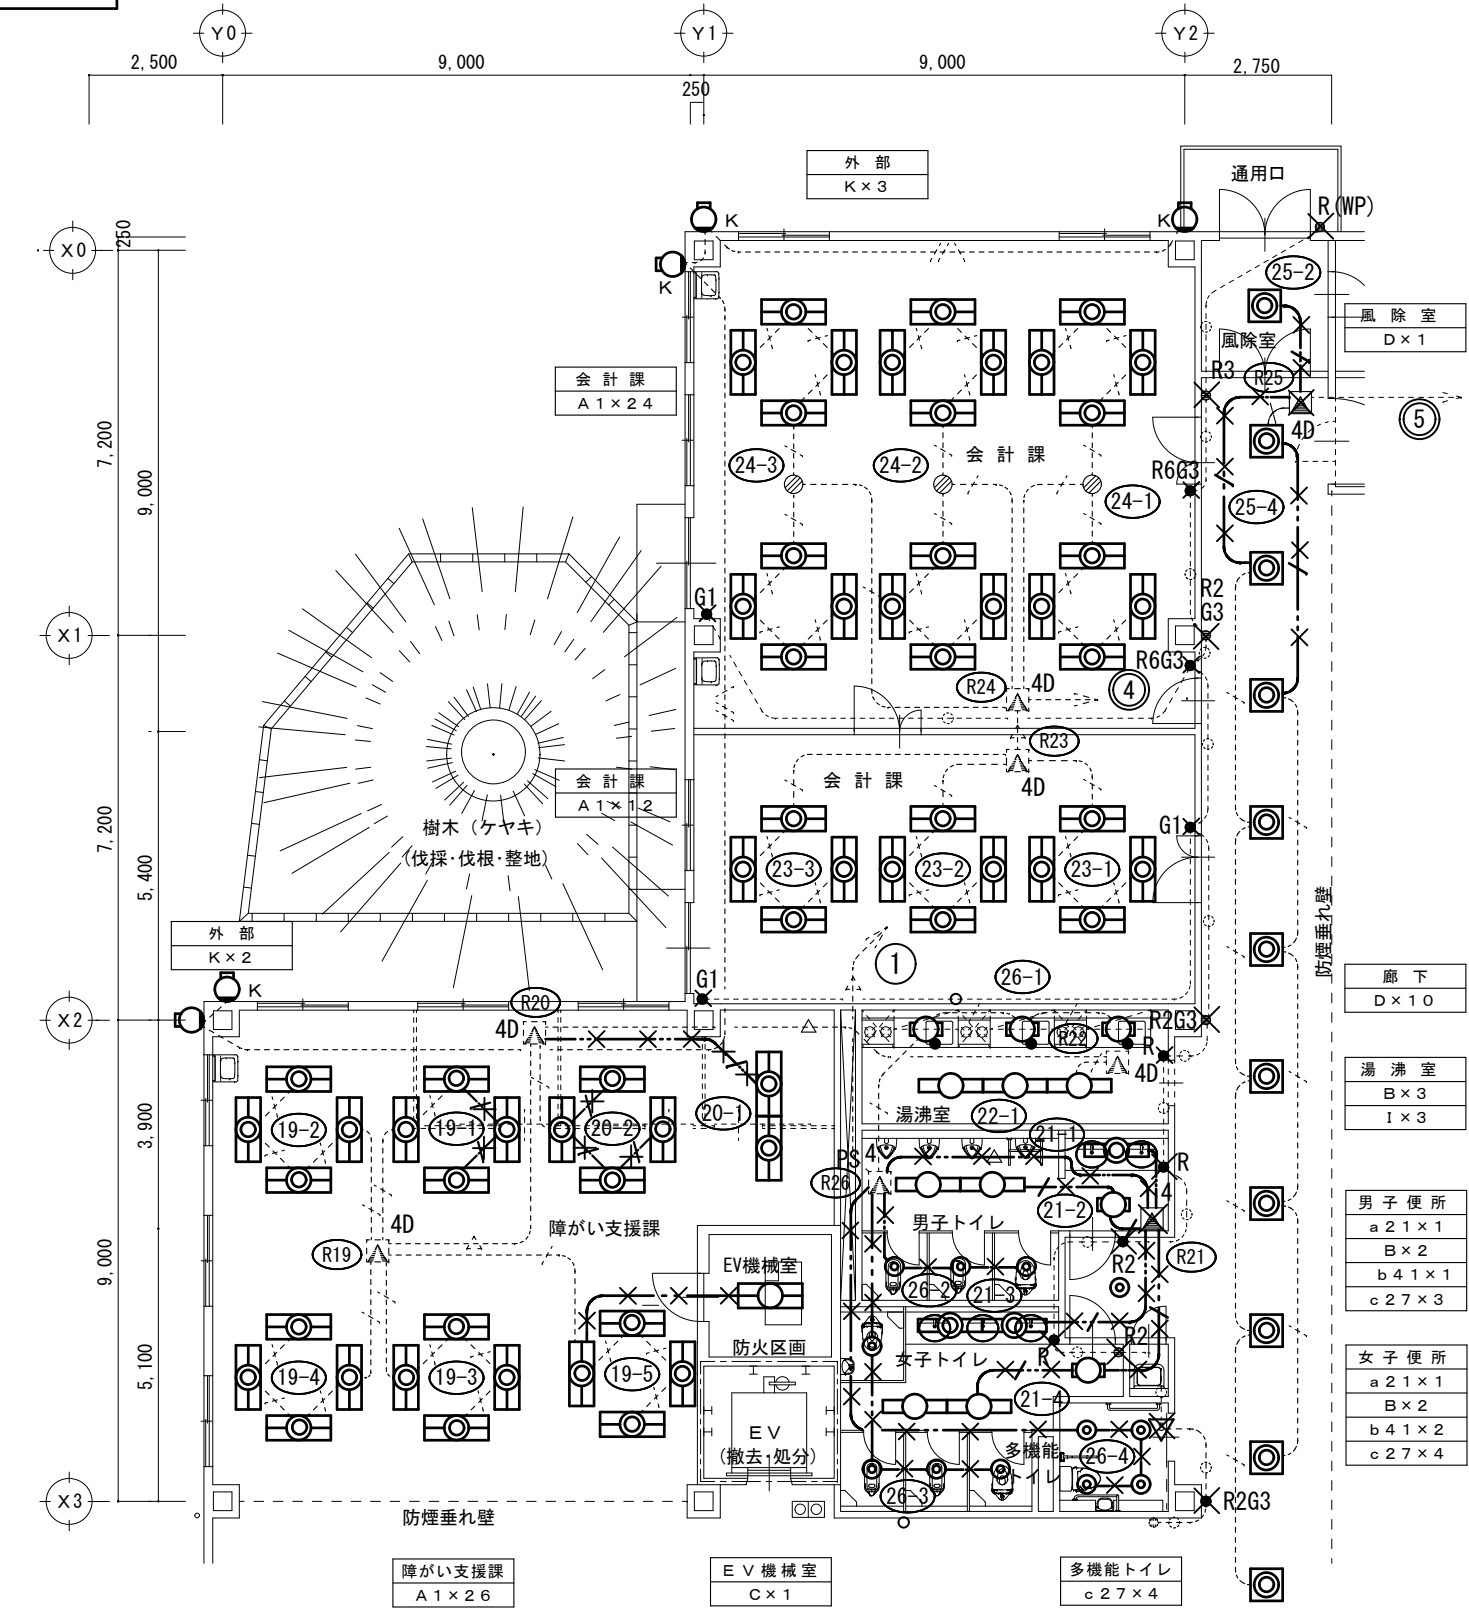 Y0
Y1
Y2
2,500
9,000
9,000
2,750
250
外部
K×3
通用口
R(WP)
K
K
X0
250
K
25-2
風除室
D×1
風除室
R3
R25
会計課
A1×24
5
4D
7,200
24-3
24-2
会計課
R6G3
24-1
9,000
25-4
G1
R2
G3
X1
R6G3
R24
4D
4
R23
会計課
4D
会計課
A1×12
7,200
樹木（ケヤキ）
(伐採・伐根・整地)
G1
5,400
23-3
23-2
23-1
防煙垂れ壁
外部
K×2
1
26-1
廊下
D×10
K
R20
G1
X2
4D
R22
R2G3
R
4D
湯沸室
B×3
I×3
湯沸室
22-1
20-1
19-2
19-1
20-2
3,900
21-1
PS
4
R
R26
4
男子便所
a21×1
B×2
b41×1
c27×3
男子トイレ
21-2
4D
障がい支援課
R19
R2
R21
9,000
EV機械室
26-2
21-3
防火区画
R
R2
女子トイレ
女子便所
a21×1
B×2
b41×2
c27×4
19-4
19-3
19-5
5,100
21-4
EV
(撤去・処分)
多機能
トイレ
26-4
26-3
X3
R2G3
防煙垂れ壁
障がい支援課
A1×26
EV機械室
C×1
多機能トイレ
c27×4